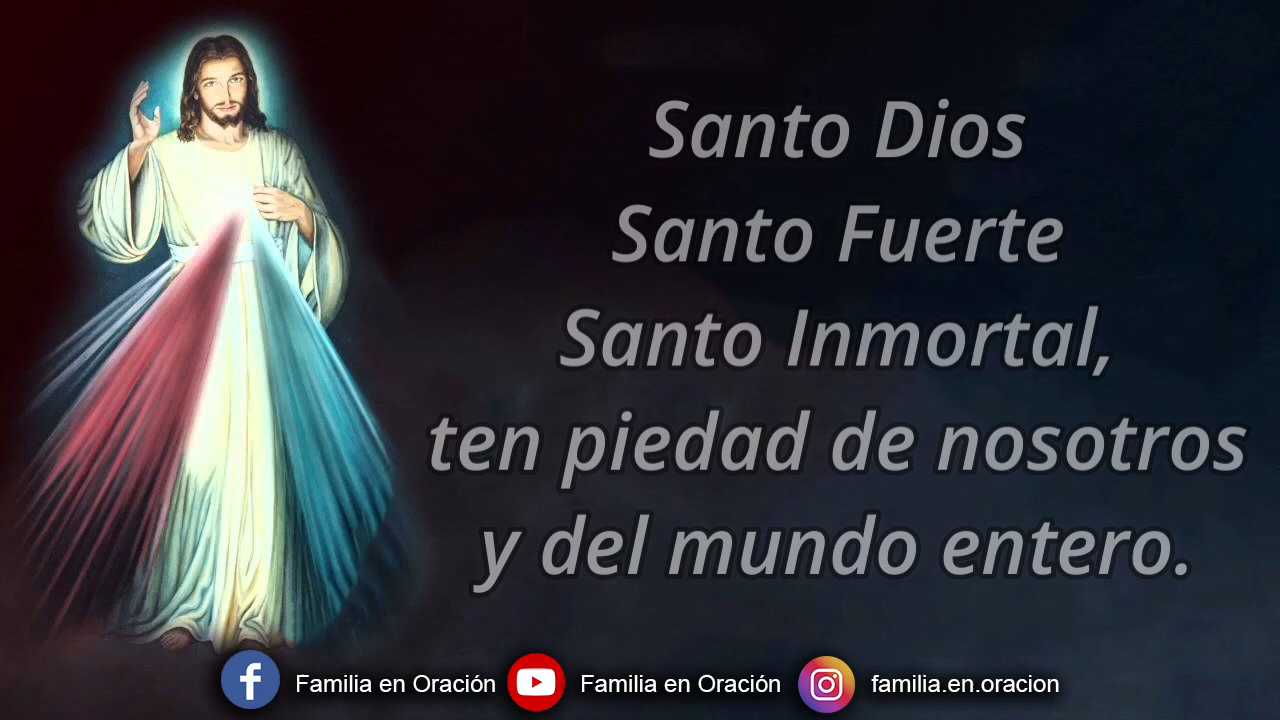 Santo Dios
Santo Fuerte
Santo Inmortal,
ten piedad de nosotros
y del mundo entero.
Familia en Oración
Familia en Oración
familia.en.oracion